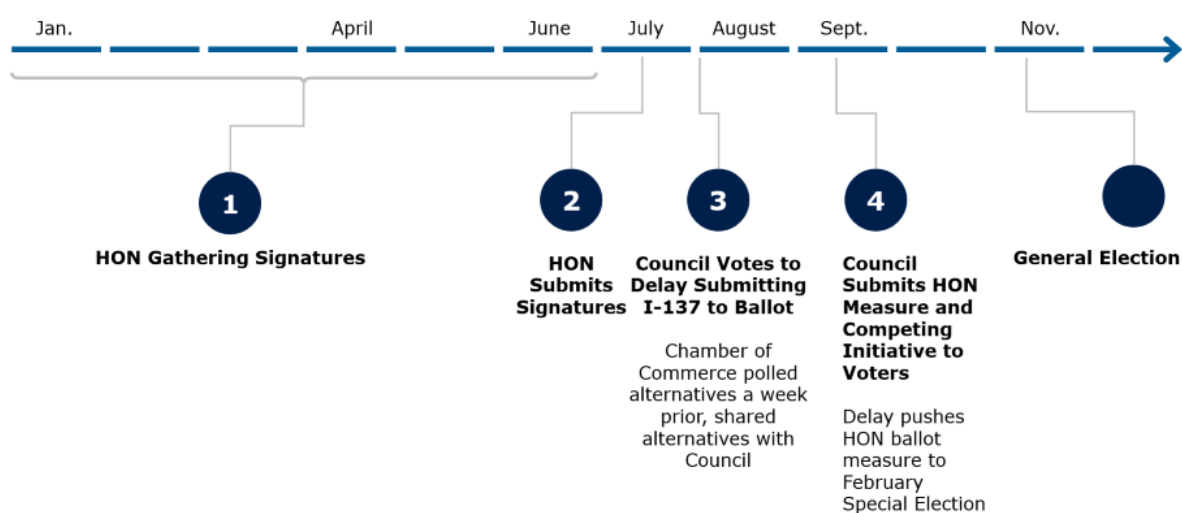 Jan.
April
June
July
August
Sept.
Nov.
1
HON Gathering Signatures
2
HON
Submits
Signatures
3
Council Votes to
Delay Submitting
I-137 to Ballot
Chamber of
Commerce polled
alternatives a week
prior, shared
alternatives with
Council
4
Council
Submits HON
Measure and
Competing
Initiative to
Voters
Delay pushes
HON ballot
measure to
February
Special Election
General Election